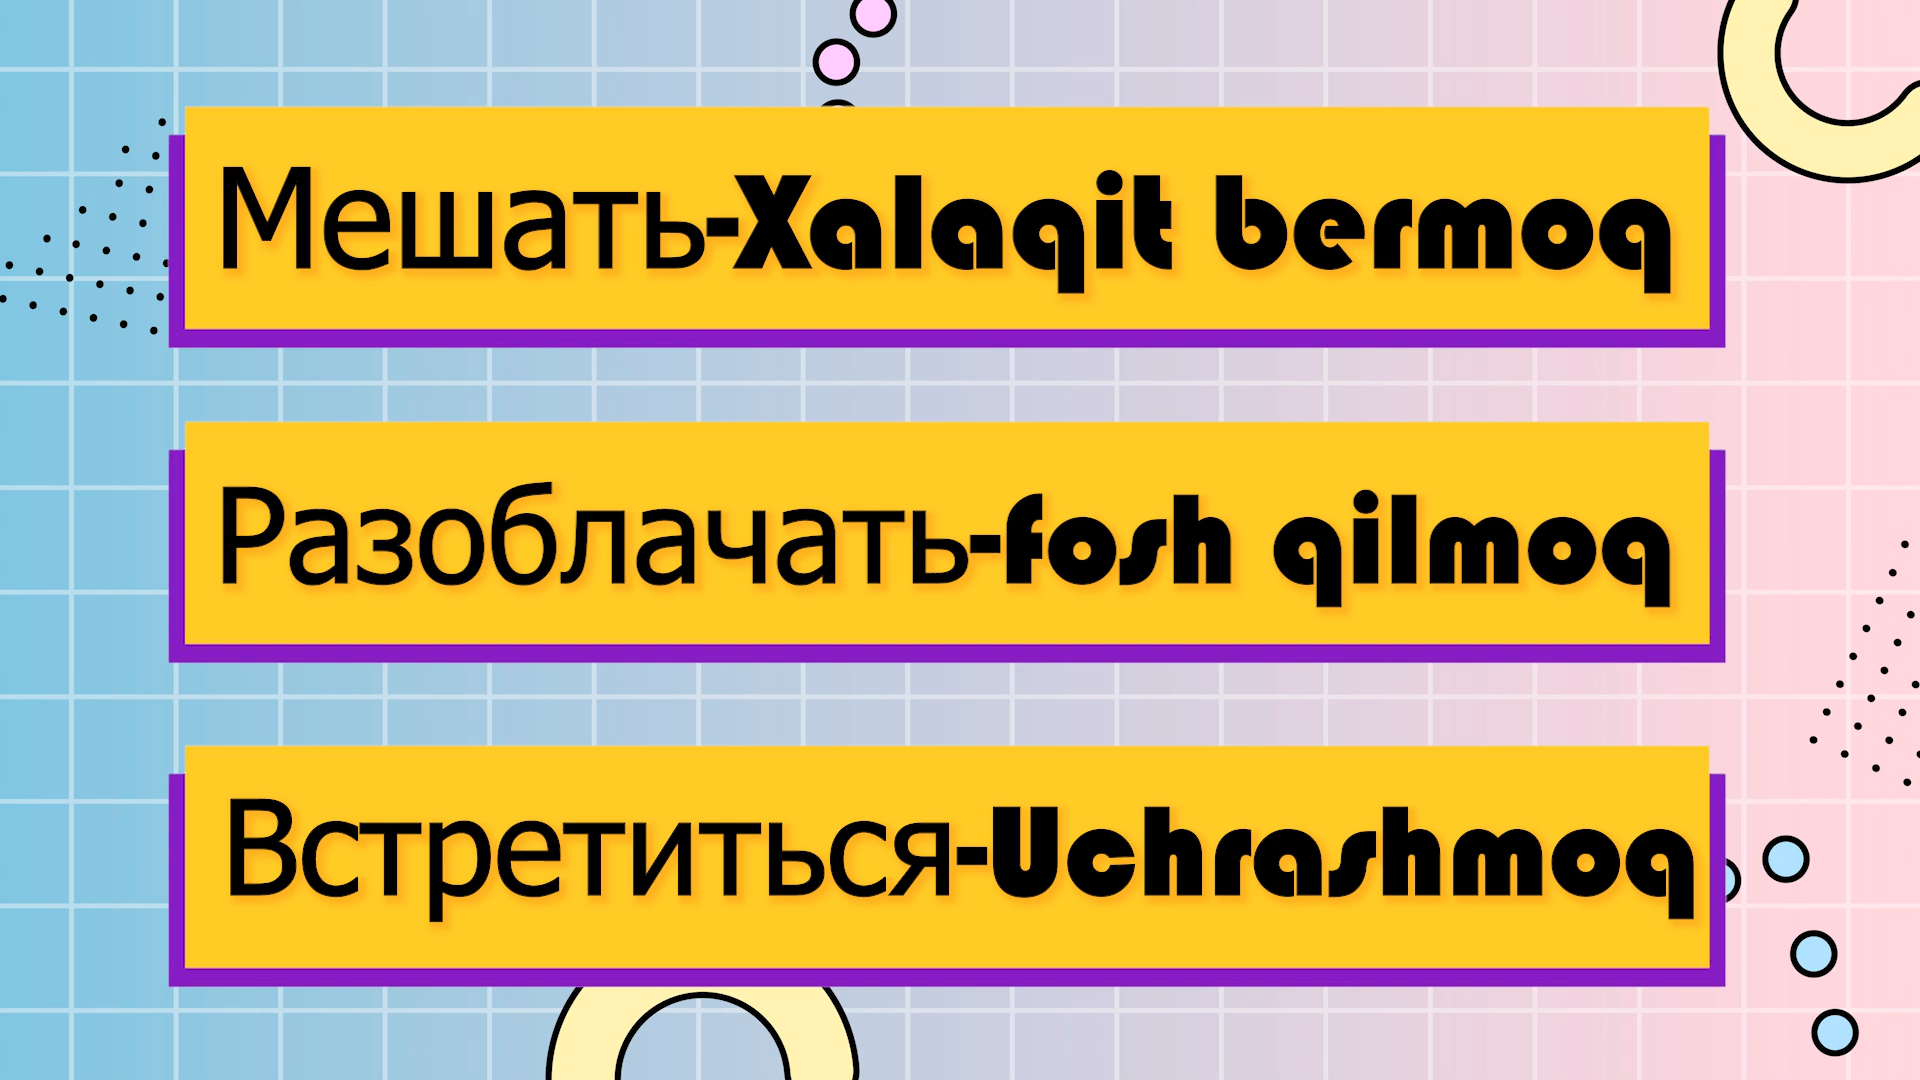 Мешать-Xalaqit bermoq
Разоблачать-fosh qilmoq
Встретиться-Uchrashmoq